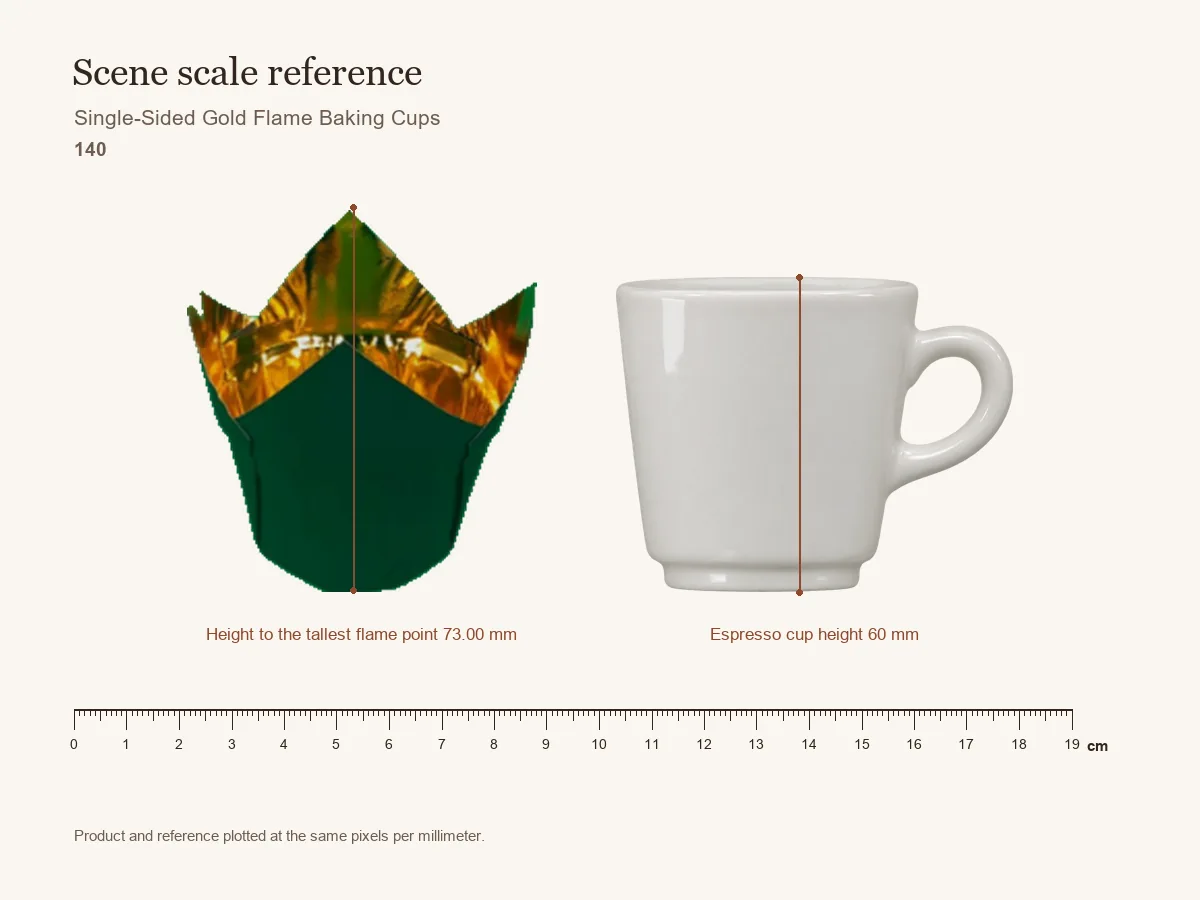 Scene scale reference
Single-Sided Gold Flame Baking Cups
140
Height to the tallest flame point 73.00 mm
Espresso cup height 60 mm
0 1 2 3 4 5 6 7 8 9 10 11 12 13 14 15 16 17 18 19 cm
Product and reference plotted at the same pixels per millimeter.